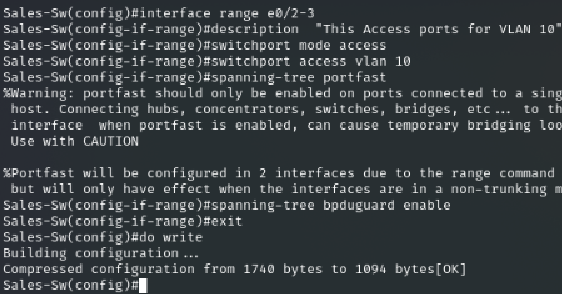 Sales-Sw(config)#interface range e0/2-3
Sales-Sw(config-if-range)#description  "This Access ports for VLAN 10"
Sales-Sw(config-if-range)#switchport mode access
Sales-Sw(config-if-range)#switchport access vlan 10
Sales-Sw(config-if-range)#spanning-tree portfast
%Warning: portfast should only be enabled on ports connected to a sing
 host. Connecting hubs, concentrators, switches, bridges, etc... to th
 interface  when portfast is enabled, can cause temporary bridging loo
 Use with CAUTION

%Portfast will be configured in 2 interfaces due to the range command
 but will only have effect when the interfaces are in a non-trunking m
Sales-Sw(config-if-range)#spanning-tree bpduguard enable
Sales-Sw(config-if-range)#exit
Sales-Sw(config)#do write
Building configuration...
Compressed configuration from 1740 bytes to 1094 bytes[OK]
Sales-Sw(config)#